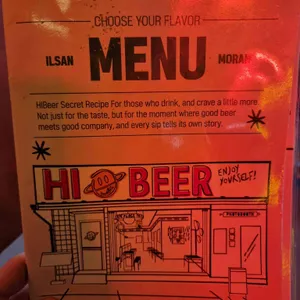 CHOOSE YOUR FLAVOR
ILSAN MENU MORAN
HiBeer Secret Recipe For those who drink, and crave a little more
Not just for the taste, but for the moment where good beer
meets good company, and every sip tells its own story.
HI BEER ENJOY
YOURSELF!